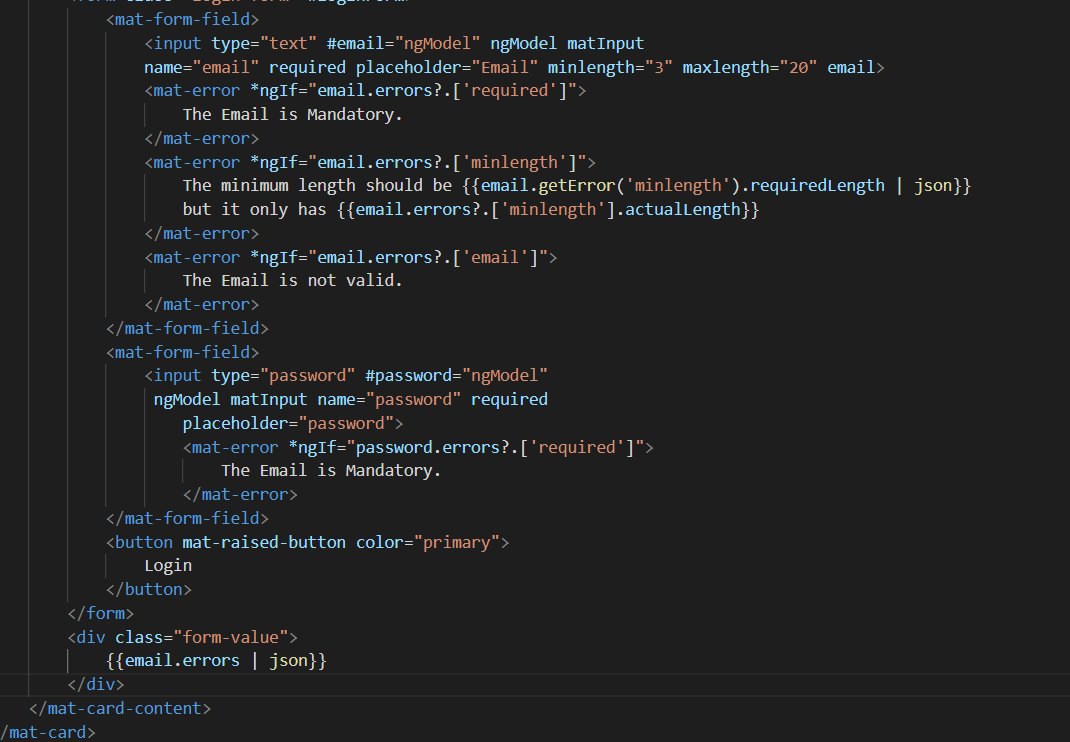 <mat-form-field>
<input type="text" #email="ngModel" ngModel matInput
name="email" required placeholder="Email" minlength="3" maxlength="20" email>
<mat-error *ngIf="email.errors?.['required']">
The Email is Mandatory.
</mat-error>
<mat-error *ngIf="email.errors?.['minlength']">
The minimum length should be {{email.getError('minlength').requiredLength | json}}
but it only has {{email.errors?.['minlength'].actualLength}}
</mat-error>
<mat-error *ngIf="email.errors?.['email']">
The Email is not valid.
</mat-error>
</mat-form-field>
<mat-form-field>
<input type="password" #password="ngModel"
ngModel matInput name="password" required
placeholder="password">
<mat-error *ngIf="password.errors?.['required']">
The Email is Mandatory.
</mat-error>
</mat-form-field>
<button mat-raised-button color="primary">
Login
</button>
</form>
<div class="form-value">
{{email.errors | json}}
</div>
</mat-card-content>
/mat-card>